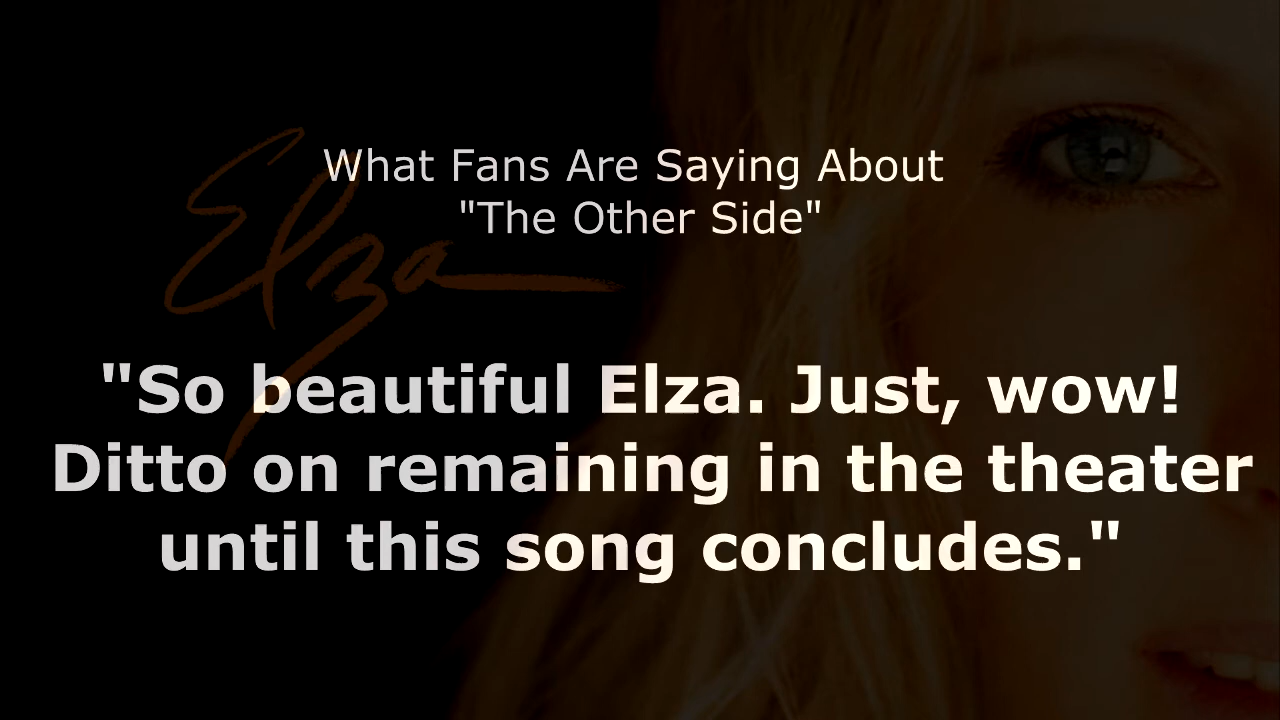 What Fans Are Saying About
"The Other Side"
Elza
"So beautiful Elza. Just, wow!
Ditto on remaining in the theater
until this song concludes."